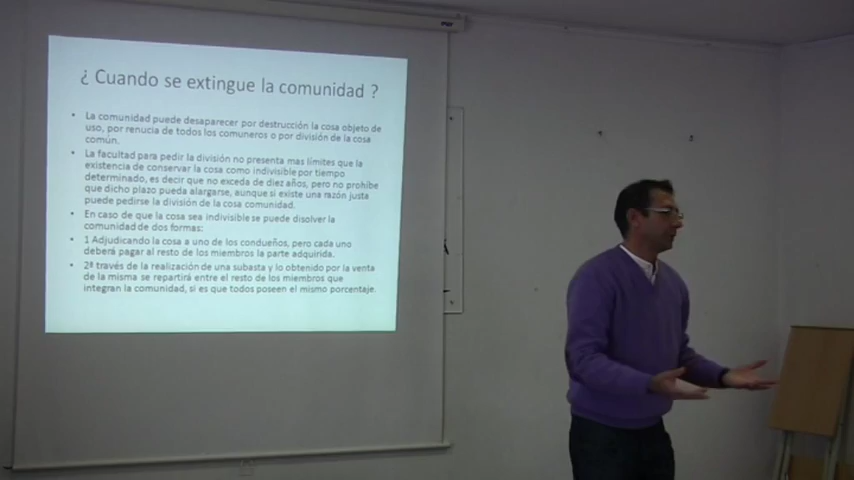 ¿ Cuando se extingue la comunidad ?
• La comunidad puede desaparecer por destrucción la cosa objeto de
uso, por renucia de todos los comuneros o por división de la cosa
común.
• La facultad para pedir la división no presenta mas límites que la
existencia de conservar la cosa como indivisible por tiempo
determinado, es decir que no exceda de diez años, pero no prohibe
que dicho plazo pueda alargarse, aunque si existe una razón justa
puede pedirse la división de la cosa comunidad.
• En caso de que la cosa sea indivisible se puede disolver la
comunidad de dos formas:
• 1 Adjudicando la cosa a uno de los condueños, pero cada uno
deberá pagar al resto de los miembros la parte adquirida.
• 2ª través de la realización de una subasta y lo obtenido por la venta
de la misma se repartirá entre el resto de los miembros que
integran la comunidad, si es que todos poseen el mismo porcentaje.